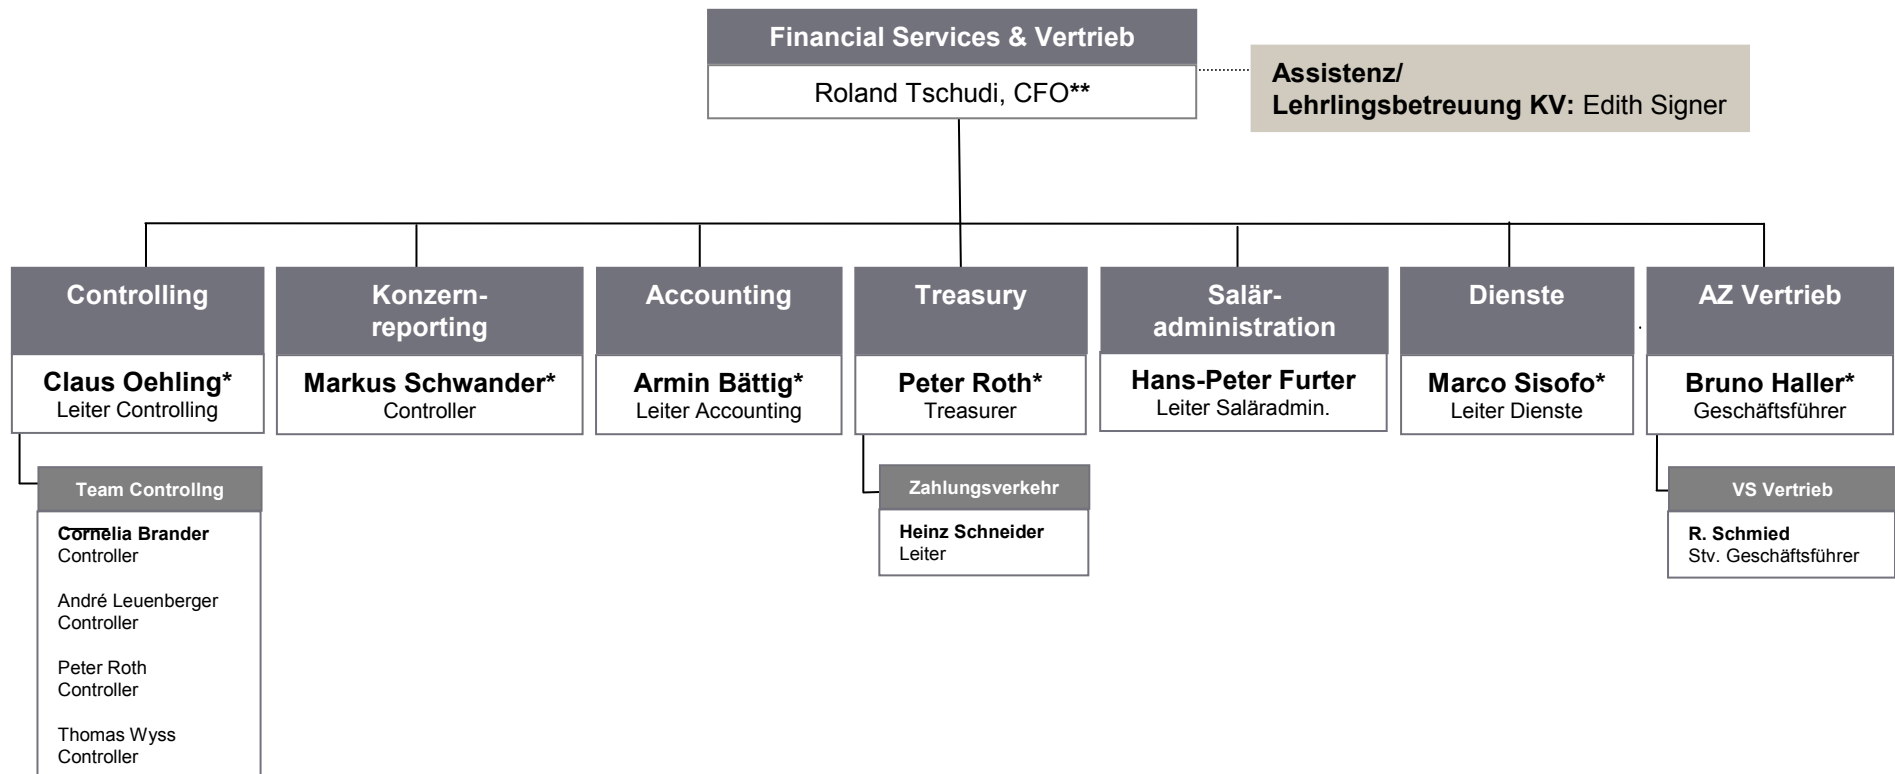 Financial Services & Vertrieb
Roland Tschudi, CFO**
Assistenz/
Lehrlingsbetreuung KV: Edith Signer
Controlling
Claus Oehling*
Leiter Controlling
Konzern-
reporting
Markus Schwander*
Controller
Accounting
Armin Bättig*
Leiter Accounting
Treasury
Peter Roth*
Treasurer
Salär-
administration
Hans-Peter Furter
Leiter Saläradmin.
Dienste
Marco Sisofo*
Leiter Dienste
AZ Vertrieb
Bruno Haller*
Geschäftsführer
Team Controllng
Cornelia Brander
Controller
André Leuenberger
Controller
Peter Roth
Controller
Thomas Wyss
Controller
Zahlungsverkehr
Heinz Schneider
Leiter
VS Vertrieb
R. Schmied
Stv. Geschäftsführer